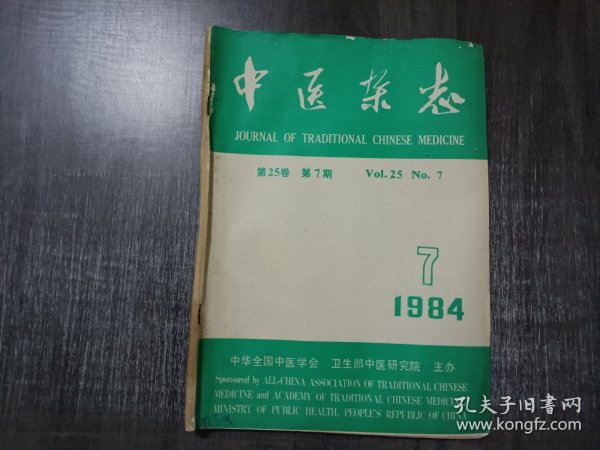 中医杂志
JOURNAL OF TRADITIONAL CHINESE MEDICINE
第25卷 第7期 Vol.25 No.7
7
1984
中华全国中医学会 卫生部中医研究院 主办
Sponsored by ALL-CHINA ASSOCIATION OF TRADITIONAL CHINESE
MEDICINE and ACADEMY OF TRADITIONAL CHINESE MEDICINE
MINISTRY OF PUBLIC HEALTH, PEOPLE'S REPUBLIC OF CHINA
孔夫子旧书网
book.kongfz.com